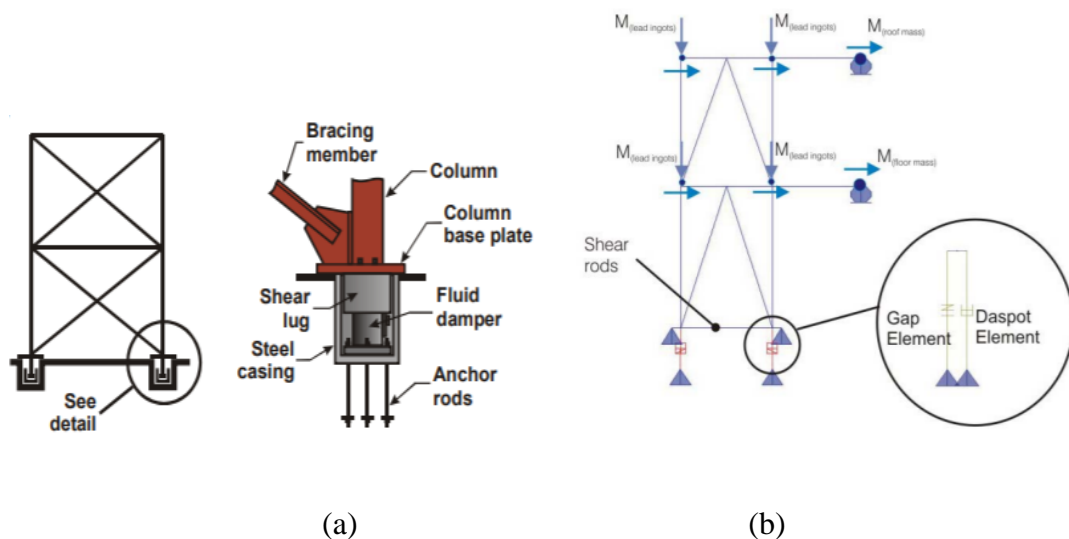 Bracing
member
Column
Column
base plate
Shear
lug
Fluid
damper
Steel
casing
Anchor
rods
See
detail
(a)
M(lead ingots)
M(lead ingots)
M(roof mass)
M(lead ingots)
M(lead ingots)
M(floor mass)
Shear
rods
Gap
Element
Daspot
Element
(b)